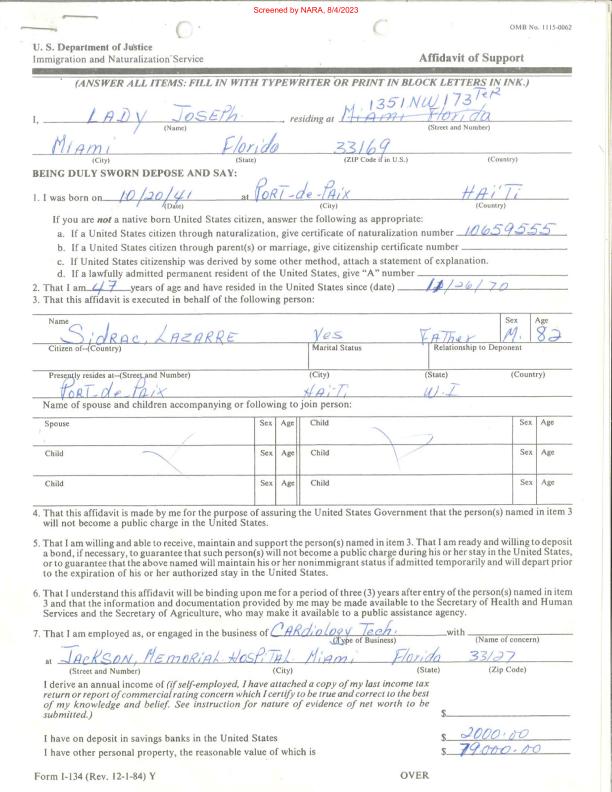 Screened by NARA, 8/4/2023
OMB No. 1115-0062
U. S. Department of Justice
Immigration and Naturalization Service
Affidavit of Support
(ANSWER ALL ITEMS: FILL IN WITH TYPEWRITER OR PRINT IN BLOCK LETTERS IN INK.)
1351 NW 173 Ter
I, LADY JOSEPH, residing at Miami Florida
(Name) (Street and Number)
Miami Florida 33169
(City) (State) (ZIP Code if in U.S.) (Country)
BEING DULY SWORN DEPOSE AND SAY:
1. I was born on 10/20/41 at PORT-de-PAIX HAITI
(Date) (City) (Country)
If you are not a native born United States citizen, answer the following as appropriate:
a. If a United States citizen through naturalization, give certificate of naturalization number 10659555
b. If a United States citizen through parent(s) or marriage, give citizenship certificate number
c. If United States citizenship was derived by some other method, attach a statement of explanation.
d. If a lawfully admitted permanent resident of the United States, give "A" number
2. That I am 47 years of age and have resided in the United States since (date) 11/26/70
3. That this affidavit is executed in behalf of the following person:
Name Sex Age
Sidrac, LAZARRE Yes FATHER M. 82
Citizen of--(Country) Marital Status Relationship to Deponent
Presently resides at--(Street and Number) (City) (State) (Country)
PORT-de-PAIX HAITI W.I
Name of spouse and children accompanying or following to join person:
Spouse Sex Age Child Sex Age
Child Sex Age Child Sex Age
Child Sex Age Child Sex Age
4. That this affidavit is made by me for the purpose of assuring the United States Government that the person(s) named in item 3
will not become a public charge in the United States.
5. That I am willing and able to receive, maintain and support the person(s) named in item 3. That I am ready and willing to deposit
a bond, if necessary, to guarantee that such person(s) will not become a public charge during his or her stay in the United States,
or to guarantee that the above named will maintain his or her nonimmigrant status if admitted temporarily and will depart prior
to the expiration of his or her authorized stay in the United States.
6. That I understand this affidavit will be binding upon me for a period of three (3) years after entry of the person(s) named in item
3 and that the information and documentation provided by me may be made available to the Secretary of Health and Human
Services and the Secretary of Agriculture, who may make it available to a public assistance agency.
7. That I am employed as, or engaged in the business of CARdiology Tech. with
(Type of Business) (Name of concern)
at JACKSON, MEMORIAL HOSPITAL Miami Florida 33127
(Street and Number) (City) (State) (Zip Code)
I derive an annual income of (if self-employed, I have attached a copy of my last income tax
return or report of commercial rating concern which I certify to be true and correct to the best
of my knowledge and belief. See instruction for nature of evidence of net worth to be
submitted.) $
I have on deposit in savings banks in the United States $ 2000.00
I have other personal property, the reasonable value of which is $ 79000.00
Form I-134 (Rev. 12-1-84) Y OVER